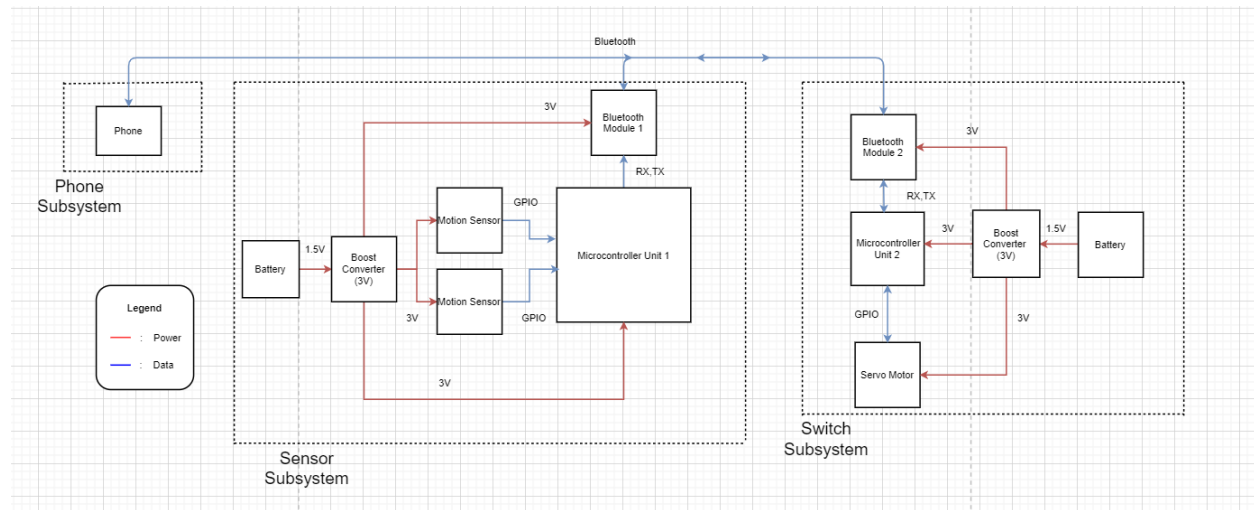 Bluetooth
Phone
Phone
Subsystem
3V
Bluetooth
Module 1
RX,TX
GPIO
Motion Sensor
1.5V
Battery
Boost
Converter
(3V)
Microcontroller Unit 1
Motion Sensor
3V
GPIO
3V
Sensor
Subsystem
Legend
: Power
: Data
Bluetooth
Module 2
3V
RX,TX
Microcontroller
Unit 2
3V
Boost
Converter
(3V)
1.5V
Battery
GPIO
3V
Servo Motor
Switch
Subsystem